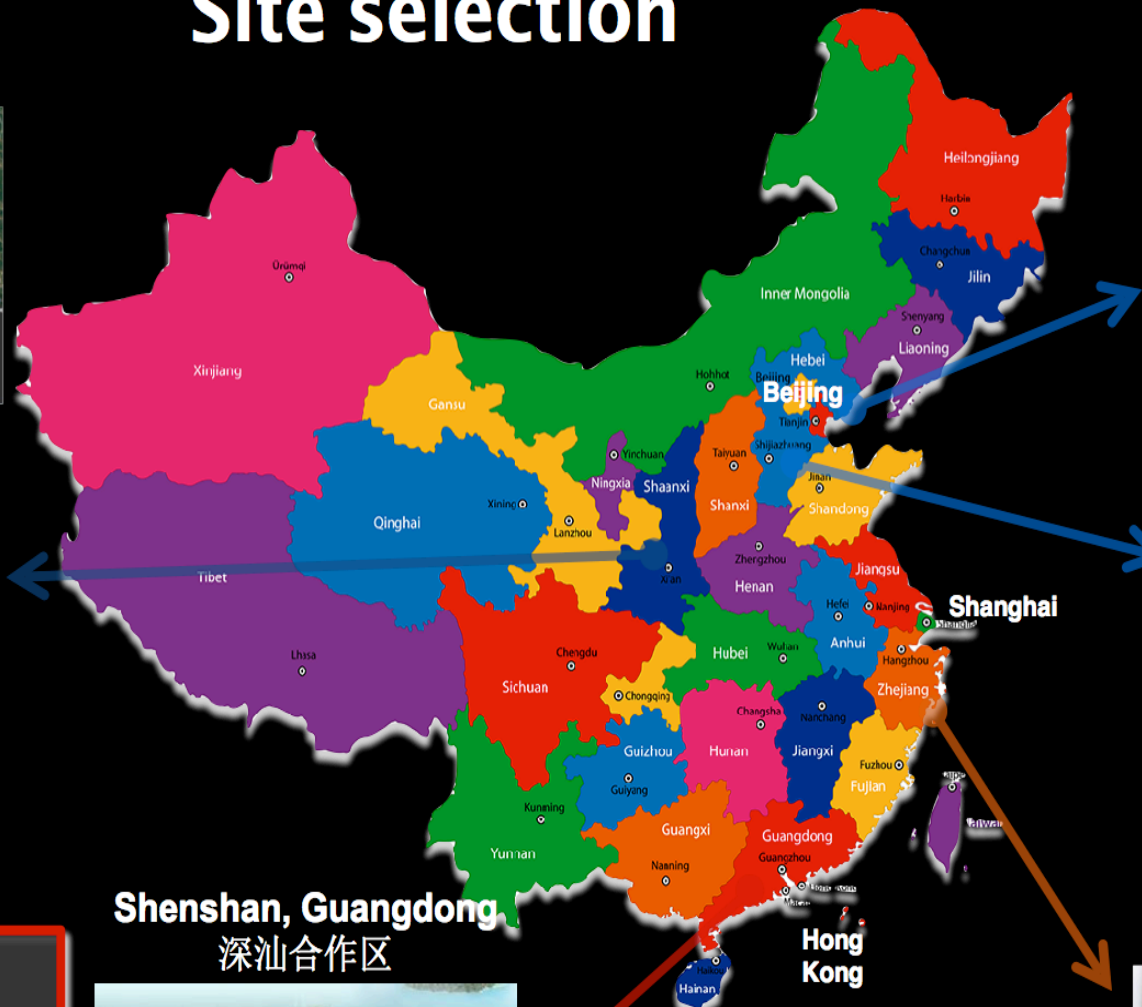 Site selection
Heilongjiang
Harbin
Changchun
Jilin
Ürümqi
Inner Mongolia
Shenyang
Liaoning
Hebei
Xinjiang
Hohhot
Beijing
Beijing
Gansu
Tianjin
Shijiazhuang
Yinchuan
Taiyuan
Ningxia
Shaanxi
Jinan
Xining
Shanxi
Shandong
Qinghai
Lanzhou
Zhengzhou
Xi'an
Jiangsu
Tibet
Henan
Hefei
Nanjing
Shanghai
Anhui
Lhasa
Chengdu
Hubei
Wuhan
Hangzhou
Sichuan
Chongqing
Zhejiang
Changsha
Nanchang
Guizhou
Hunan
Jiangxi
Fuzhou
Guiyang
Fujian
Kunming
Guangxi
Guangdong
Yunnan
Guangzhou
Nanning
Shenshan, Guangdong
深汕合作区
Hong
Kong
Haikou
Hainan